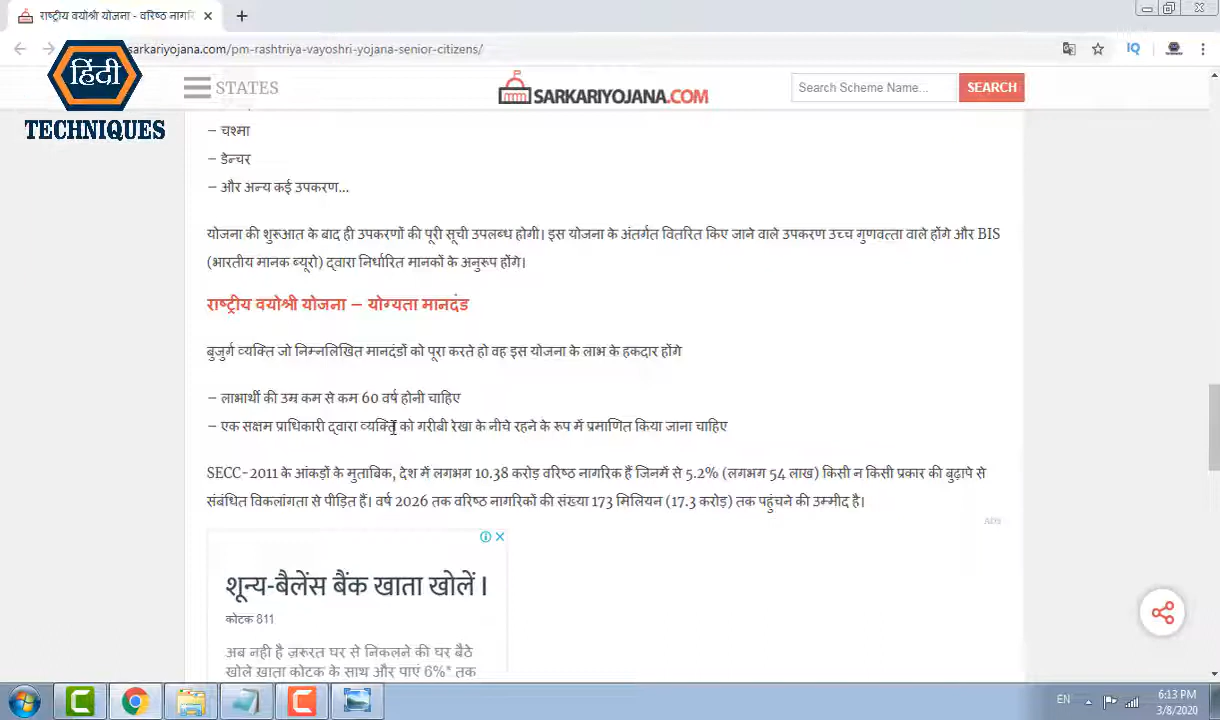 राष्ट्रीय वयोश्री योजना - वरिष्ठ नागरि
sarkariyojana.com/pm-rashtriya-vayoshri-yojana-senior-citizens/
IQ
हिंदी
TECHNIQUES
STATES
SARKARIYOJANA.COM
Search Scheme Name...
SEARCH
– चश्मा
– डेन्चर
– और अन्य कई उपकरण...
योजना की शुरूआत के बाद ही उपकरणों की पूरी सूची उपलब्ध होगी। इस योजना के अंतर्गत वितरित किए जाने वाले उपकरण उच्च गुणवत्ता वाले होंगे और BIS
(भारतीय मानक ब्यूरो) द्वारा निर्धारित मानकों के अनुरूप होंगे।
राष्ट्रीय वयोश्री योजना – योग्यता मानदंड
बुजुर्ग व्यक्ति जो निम्नलिखित मानदंडों को पूरा करते हो वह इस योजना के लाभ के हकदार होंगे
– लाभार्थी की उम्र कम से कम 60 वर्ष होनी चाहिए
– एक सक्षम प्राधिकारी द्वारा व्यक्ति को गरीबी रेखा के नीचे रहने के रूप में प्रमाणित किया जाना चाहिए
SECC-2011 के आंकड़ों के मुताबिक, देश में लगभग 10.38 करोड़ वरिष्ठ नागरिक हैं जिनमें से 5.2% (लगभग 54 लाख) किसी न किसी प्रकार की बुढ़ापे से
संबंधित विकलांगता से पीड़ित हैं। वर्ष 2026 तक वरिष्ठ नागरिकों की संख्या 173 मिलियन (17.3 करोड़) तक पहुंचने की उम्मीद है।
ADS
शून्य-बैलेंस बैंक खाता खोलें I
कोटक 811
अब नही है ज़रूरत घर से निकलने की घर बैठे
खोले खाता कोटक के साथ और पाएं 6%* तक
EN
6:13 PM
3/8/2020